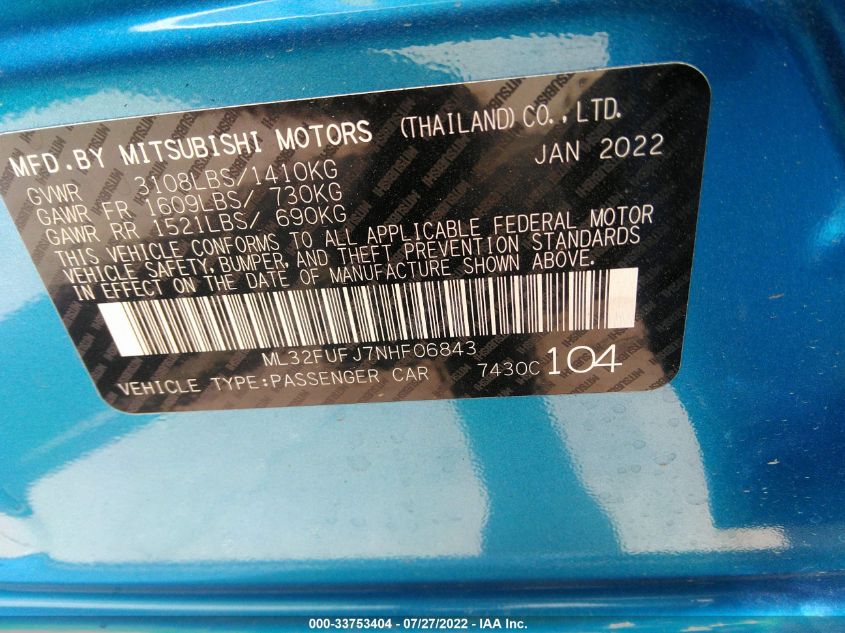 MFD.BY MITSUBISHI MOTORS (THAILAND) CO., LTD.
JAN 2022
GVWR 3108LBS/1410KG
GAWR FR 1609LBS/ 730KG
GAWR RR 1521LBS/ 690KG
THIS VEHICLE CONFORMS TO ALL APPLICABLE FEDERAL MOTOR
VEHICLE SAFETY, BUMPER, AND THEFT PREVENTION STANDARDS
IN EFFECT ON THE DATE OF MANUFACTURE SHOWN ABOVE.
ML32FUFJ7NHF06843
VEHICLE TYPE:PASSENGER CAR 7430C 104
000-33753404 - 07/27/2022 - IAA Inc.